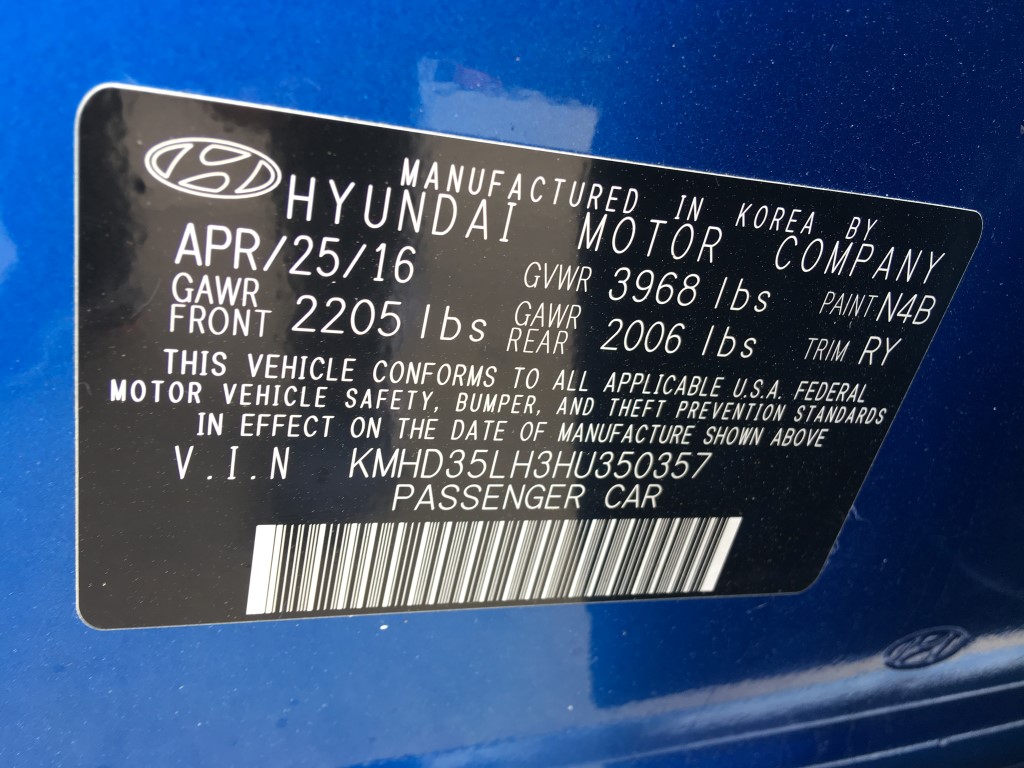 MANUFACTURED IN KOREA BY
HYUNDAI MOTOR COMPANY
APR/25/16 GVWR 3968 lbs PAINT N4B
GAWR FRONT 2205 lbs GAWR REAR 2006 lbs TRIM RY
THIS VEHICLE CONFORMS TO ALL APPLICABLE U.S.A. FEDERAL
MOTOR VEHICLE SAFETY, BUMPER, AND THEFT PREVENTION STANDARDS
IN EFFECT ON THE DATE OF MANUFACTURE SHOWN ABOVE
V.I.N KMHD35LH3HU350357
PASSENGER CAR